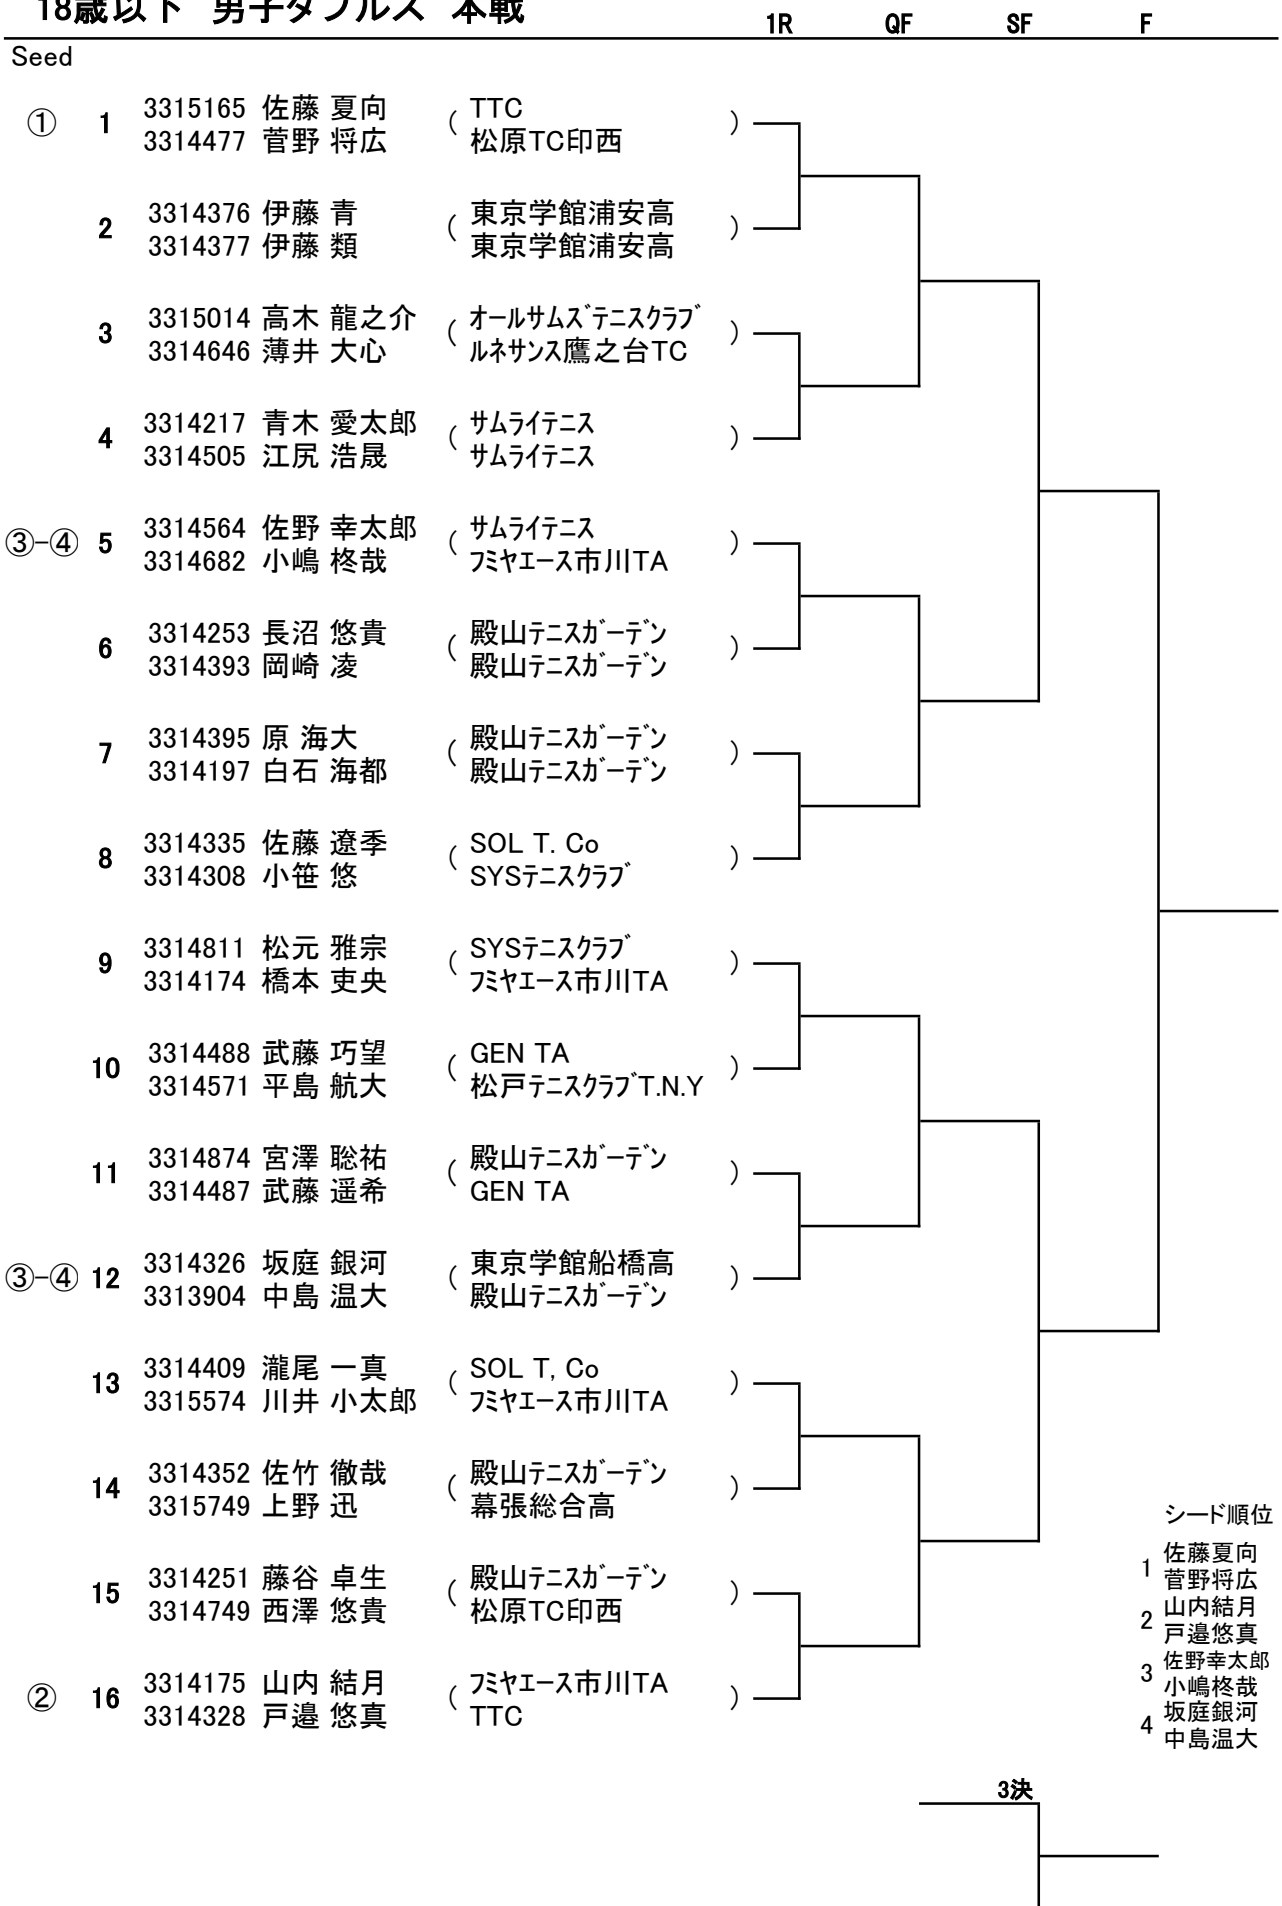 18歳以下 男子ダブルス 本戦
1R QF SF F
Seed
① 1 3315165 佐藤 夏向 ( TTC )
3314477 菅野 将広 松原TC印西
2 3314376 伊藤 青 ( 東京学館浦安高 )
3314377 伊藤 類 東京学館浦安高
3 3315014 高木 龍之介 ( ｵｰﾙｻﾑｽﾞﾃﾆｽｸﾗﾌﾞ )
3314646 薄井 大心 ﾙﾈｻﾝｽ鷹之台TC
4 3314217 青木 愛太郎 ( ｻﾑﾗｲﾃﾆｽ )
3314505 江尻 浩晟 ｻﾑﾗｲﾃﾆｽ
③-④ 5 3314564 佐野 幸太郎 ( ｻﾑﾗｲﾃﾆｽ )
3314682 小嶋 柊哉 ﾌﾐﾔｴｰｽ市川TA
6 3314253 長沼 悠貴 ( 殿山ﾃﾆｽｶﾞｰﾃﾞﾝ )
3314393 岡崎 凌 殿山ﾃﾆｽｶﾞｰﾃﾞﾝ
7 3314395 原 海大 ( 殿山ﾃﾆｽｶﾞｰﾃﾞﾝ )
3314197 白石 海都 殿山ﾃﾆｽｶﾞｰﾃﾞﾝ
8 3314335 佐藤 遼季 ( SOL T. Co )
3314308 小笹 悠 SYSﾃﾆｽｸﾗﾌﾞ
9 3314811 松元 雅宗 ( SYSﾃﾆｽｸﾗﾌﾞ )
3314174 橋本 吏央 ﾌﾐﾔｴｰｽ市川TA
10 3314488 武藤 巧望 ( GEN TA )
3314571 平島 航大 松戸ﾃﾆｽｸﾗﾌﾞT.N.Y
11 3314874 宮澤 聡祐 ( 殿山ﾃﾆｽｶﾞｰﾃﾞﾝ )
3314487 武藤 遥希 GEN TA
③-④ 12 3314326 坂庭 銀河 ( 東京学館船橋高 )
3313904 中島 温大 殿山ﾃﾆｽｶﾞｰﾃﾞﾝ
13 3314409 瀧尾 一真 ( SOL T, Co )
3315574 川井 小太郎 ﾌﾐﾔｴｰｽ市川TA
14 3314352 佐竹 徹哉 ( 殿山ﾃﾆｽｶﾞｰﾃﾞﾝ )
3315749 上野 迅 幕張総合高
15 3314251 藤谷 卓生 ( 殿山ﾃﾆｽｶﾞｰﾃﾞﾝ )
3314749 西澤 悠貴 松原TC印西
② 16 3314175 山内 結月 ( ﾌﾐﾔｴｰｽ市川TA )
3314328 戸邉 悠真 TTC
シード順位
1 佐藤夏向
菅野将広
2 山内結月
戸邉悠真
3 佐野幸太郎
小嶋柊哉
4 坂庭銀河
中島温大
3決